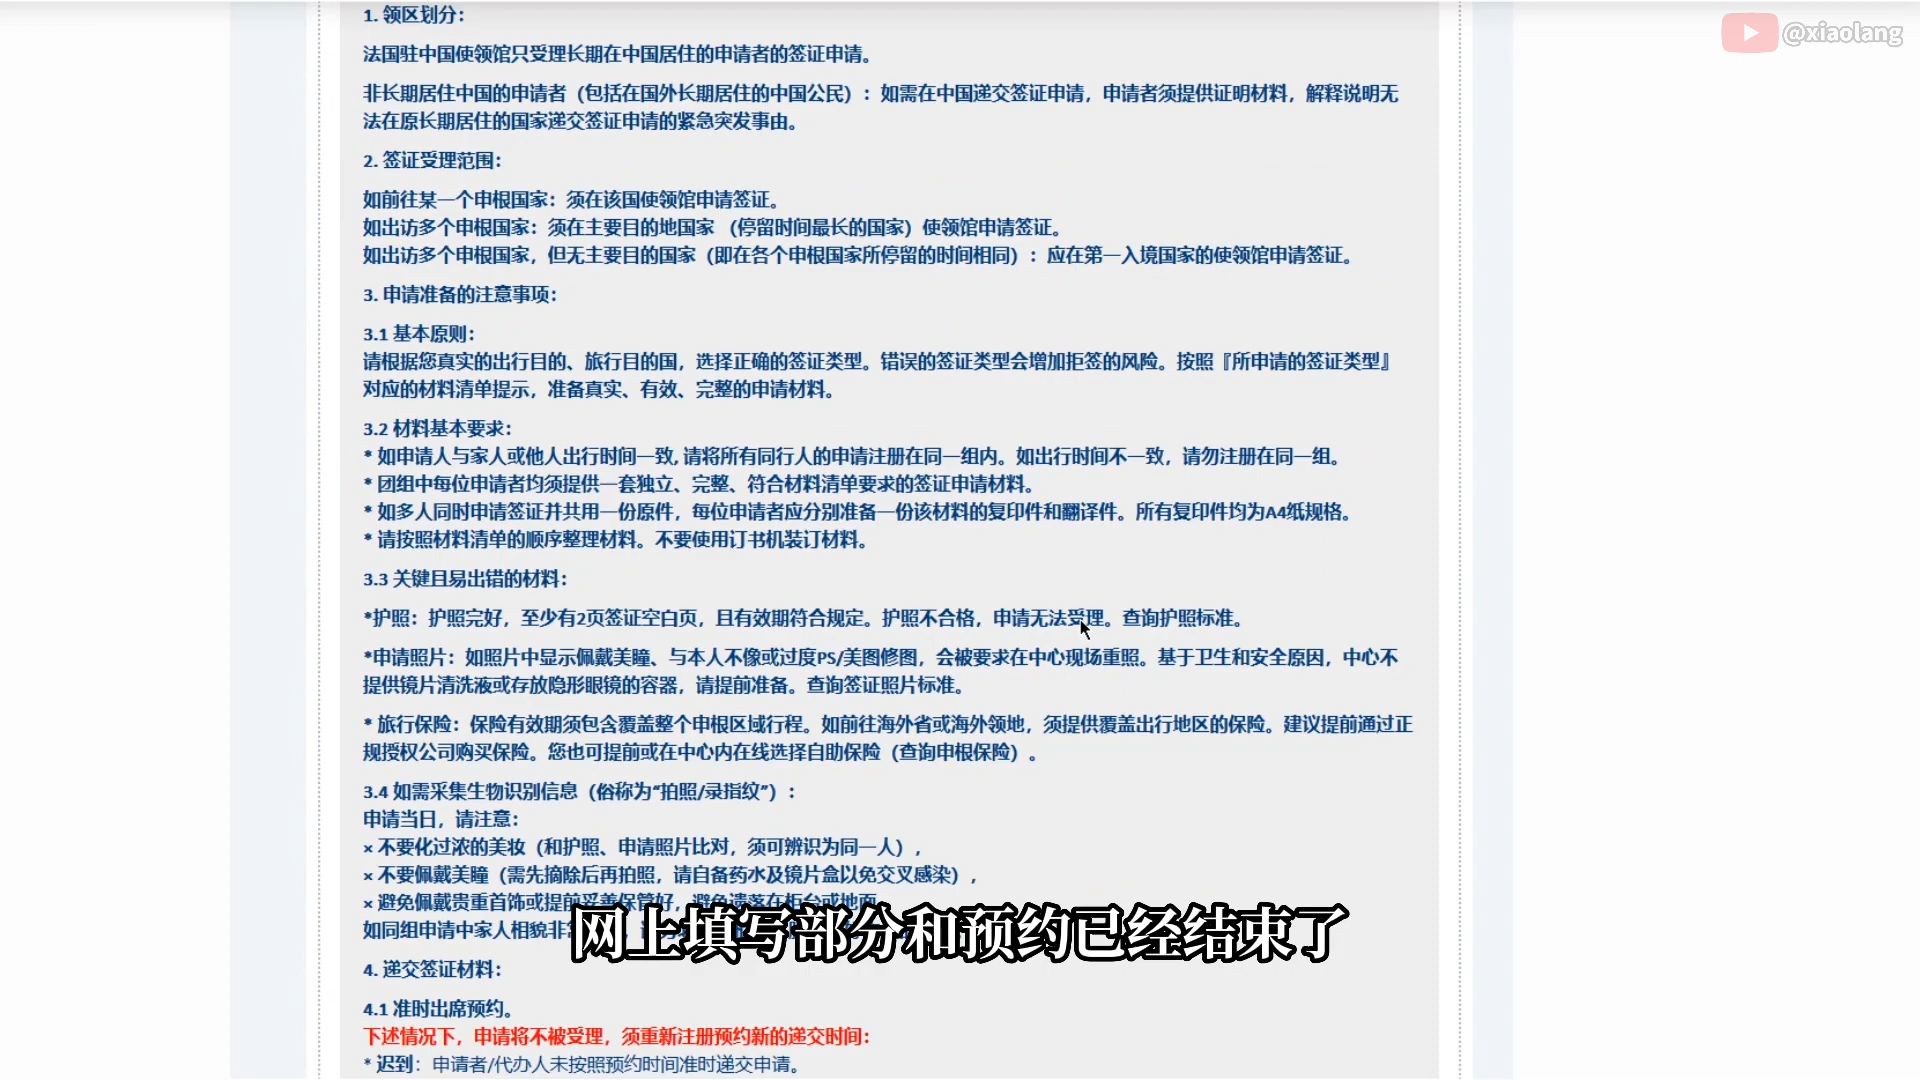 @xiaolang
1. 领区划分：
法国驻中国使领馆只受理长期在中国居住的申请者的签证申请。
非长期居住中国的申请者（包括在国外长期居住的中国公民）：如需在中国递交签证申请，申请者须提供证明材料，解释说明无
法在原长期居住的国家递交签证申请的紧急突发事由。
2. 签证受理范围：
如前往某一个申根国家：须在该国使领馆申请签证。
如出访多个申根国家：须在主要目的地国家 （停留时间最长的国家）使领馆申请签证。
如出访多个申根国家，但无主要目的国家（即在各个申根国家所停留的时间相同）：应在第一入境国家的使领馆申请签证。
3. 申请准备的注意事项：
3.1 基本原则：
请根据您真实的出行目的、旅行目的国，选择正确的签证类型。错误的签证类型会增加拒签的风险。按照『所申请的签证类型』
对应的材料清单提示，准备真实、有效、完整的申请材料。
3.2 材料基本要求：
* 如申请人与家人或他人出行时间一致, 请将所有同行人的申请注册在同一组内。如出行时间不一致，请勿注册在同一组。
* 团组中每位申请者均须提供一套独立、完整、符合材料清单要求的签证申请材料。
* 如多人同时申请签证并共用一份原件，每位申请者应分别准备一份该材料的复印件和翻译件。所有复印件均为A4纸规格。
* 请按照材料清单的顺序整理材料。不要使用订书机装订材料。
3.3 关键且易出错的材料：
*护照：护照完好，至少有2页签证空白页，且有效期符合规定。护照不合格，申请无法受理。查询护照标准。
*申请照片：如照片中显示佩戴美瞳、与本人不像或过度PS/美图修图，会被要求在中心现场重照。基于卫生和安全原因，中心不
提供镜片清洗液或存放隐形眼镜的容器，请提前准备。查询签证照片标准。
* 旅行保险：保险有效期须包含覆盖整个申根区域行程。如前往海外省或海外领地，须提供覆盖出行地区的保险。建议提前通过正
规授权公司购买保险。您也可提前或在中心内在线选择自助保险（查询申根保险）。
3.4 如需采集生物识别信息（俗称为“拍照/录指纹”）：
申请当日，请注意：
× 不要化过浓的美妆（和护照、申请照片比对，须可辨识为同一人），
× 不要佩戴美瞳（需先摘除后再拍照，请自备药水及镜片盒以免交叉感染），
× 避免佩戴贵重首饰或提前妥善保管好，避免遗落在柜台或地面
如同组申请中家人相貌非
网上填写部分和预约已经结束了
4. 递交签证材料：
4.1 准时出席预约。
下述情况下，申请将不被受理，须重新注册预约新的递交时间：
* 迟到：申请者/代办人未按照预约时间准时递交申请。